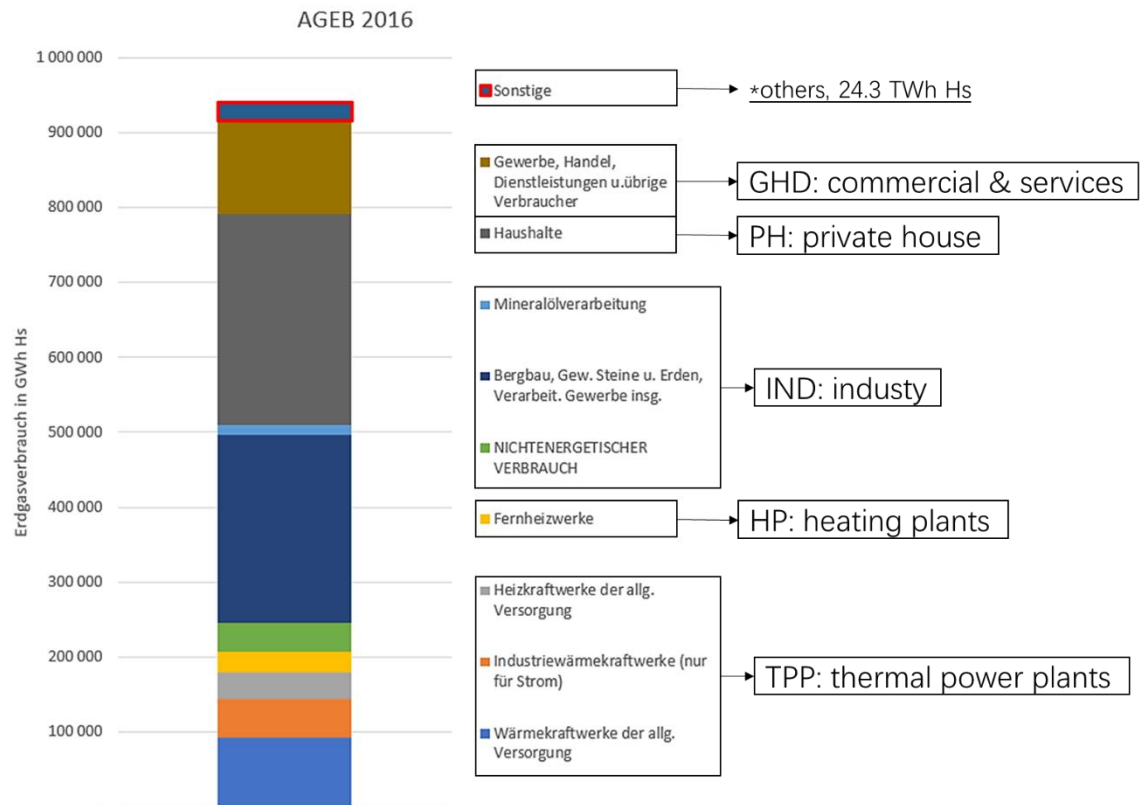 AGEB 2016
Erdgasverbrauch in GWh Hs
1 000 000
900 000
800 000
700 000
600 000
500 000
400 000
300 000
200 000
100 000
Sonstige
*others, 24.3 TWh Hs
Gewerbe, Handel,
Dienstleistungen u.übrige
Verbraucher
GHD: commercial & services
Haushalte
PH: private house
Mineralölverarbeitung
Bergbau, Gew. Steine u. Erden,
Verarbeit. Gewerbe insg.
IND: industy
NICHTENERGETISCHER
VERBRAUCH
Fernheizwerke
HP: heating plants
Heizkraftwerke der allg.
Versorgung
Industriewärmekraftwerke (nur
für Strom)
TPP: thermal power plants
Wärmekraftwerke der allg.
Versorgung